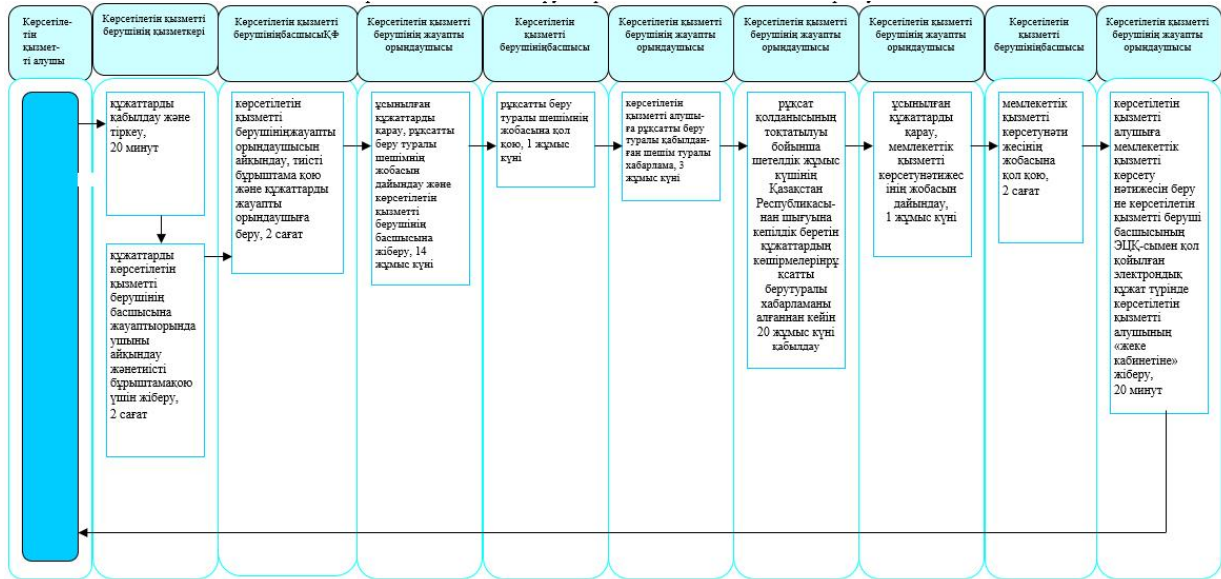 Көрсетіле-
тін
қызмет-
ті алушы
Көрсетілетін қызметті
берушінің қызметкері
Көрсетілетін қызметті
берушініңбасшысыҚФ
Көрсетілетін қызметті
берушінің жауапты
орындаушысы
Көрсетілетін
қызметті
берушініңбасшысы
Көрсетілетін қызметті
берушінің жауапты
орындаушысы
Көрсетілетін қызметті
берушінің жауапты
орындаушысы
Көрсетілетін қызметті
берушінің жауапты
орындаушысы
Көрсетілетін
қызметті
берушініңбасшысы
Көрсетілетін қызметті
берушінің жауапты
орындаушысы
құжаттарды
қабылдау және
тіркеу,
20 минут
құжаттарды
көрсетілетін
қызметті
берушінің
басшысына
жауаптыорында
ушыны
айқындау
жәнетиісті
бұрыштамақою
үшін жіберу,
2 сағат
көрсетілетін
қызметті
берушініңжауапты
орындаушысын
айқындау, тиісті
бұрыштама қою
және құжаттарды
жауапты
орындаушыға
беру, 2 сағат
ұсынылған
құжаттарды
қарау, рұқсатты
беру туралы
шешімнің
жобасын
дайындау және
көрсетілетін
қызметті
берушінің
басшысына
жіберу, 14
жұмыс күні
рұқсатты беру
туралы шешімнің
жобасына қол
қою, 1 жұмыс
күні
көрсетілетін
қызметті алушы-
ға рұқсатты беру
туралы қабылдан-
ған шешім туралы
хабарлама, 3
жұмыс күні
рұқсат
қолданысының
тоқтатылуы
бойынша
шетелдік жұмыс
күшінің
Қазақстан
Республикасы-
нан шығуына
кепілдік беретін
құжаттардың
көшірмелерінрұ
қсатты
берутуралы
хабарламаны
алғаннан кейін
20 жұмыс күні
қабылдау
ұсынылған
құжаттарды
қарау,
мемлекеттік
қызметті
көрсетунәтижес
інің жобасын
дайындау,
1 жұмыс күні
мемлекеттік
қызметті
көрсетунәти
жесінің
жобасына
қол қою,
2 сағат
көрсетілетін
қызметті
алушыға
мемлекеттік
қызметті
көрсету
нәтижесін беру
не көрсетілетін
қызметті беруші
басшысының
ЭЦҚ-сымен қол
қойылған
электрондық
құжат түрінде
көрсетілетін
қызметті
алушының
«жеке
кабинетіне»
жіберу,
20 минут